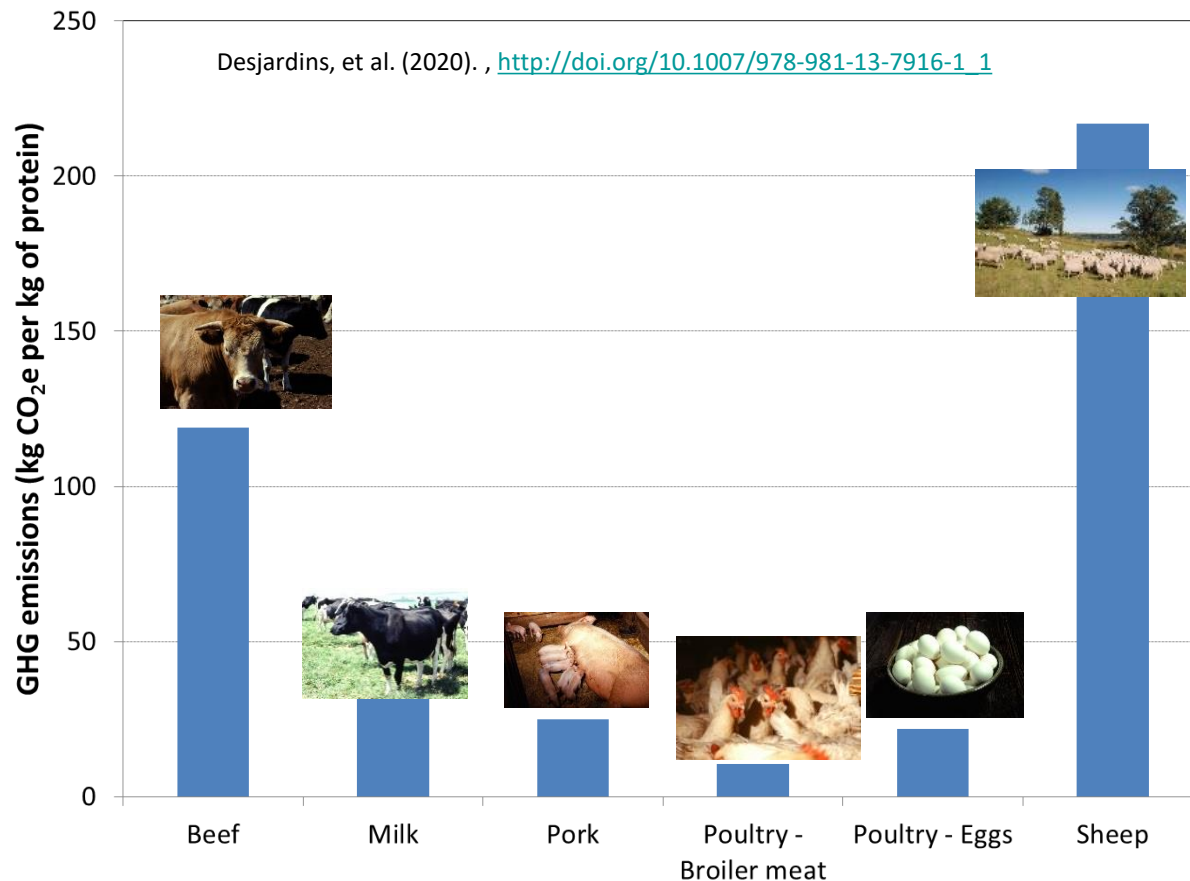 250
Desjardins, et al. (2020). , http://doi.org/10.1007/978-981-13-7916-1_1
GHG emissions (kg CO₂e per kg of protein)
200
150
100
50
0
Beef
Milk
Pork
Poultry -
Broiler meat
Poultry - Eggs
Sheep